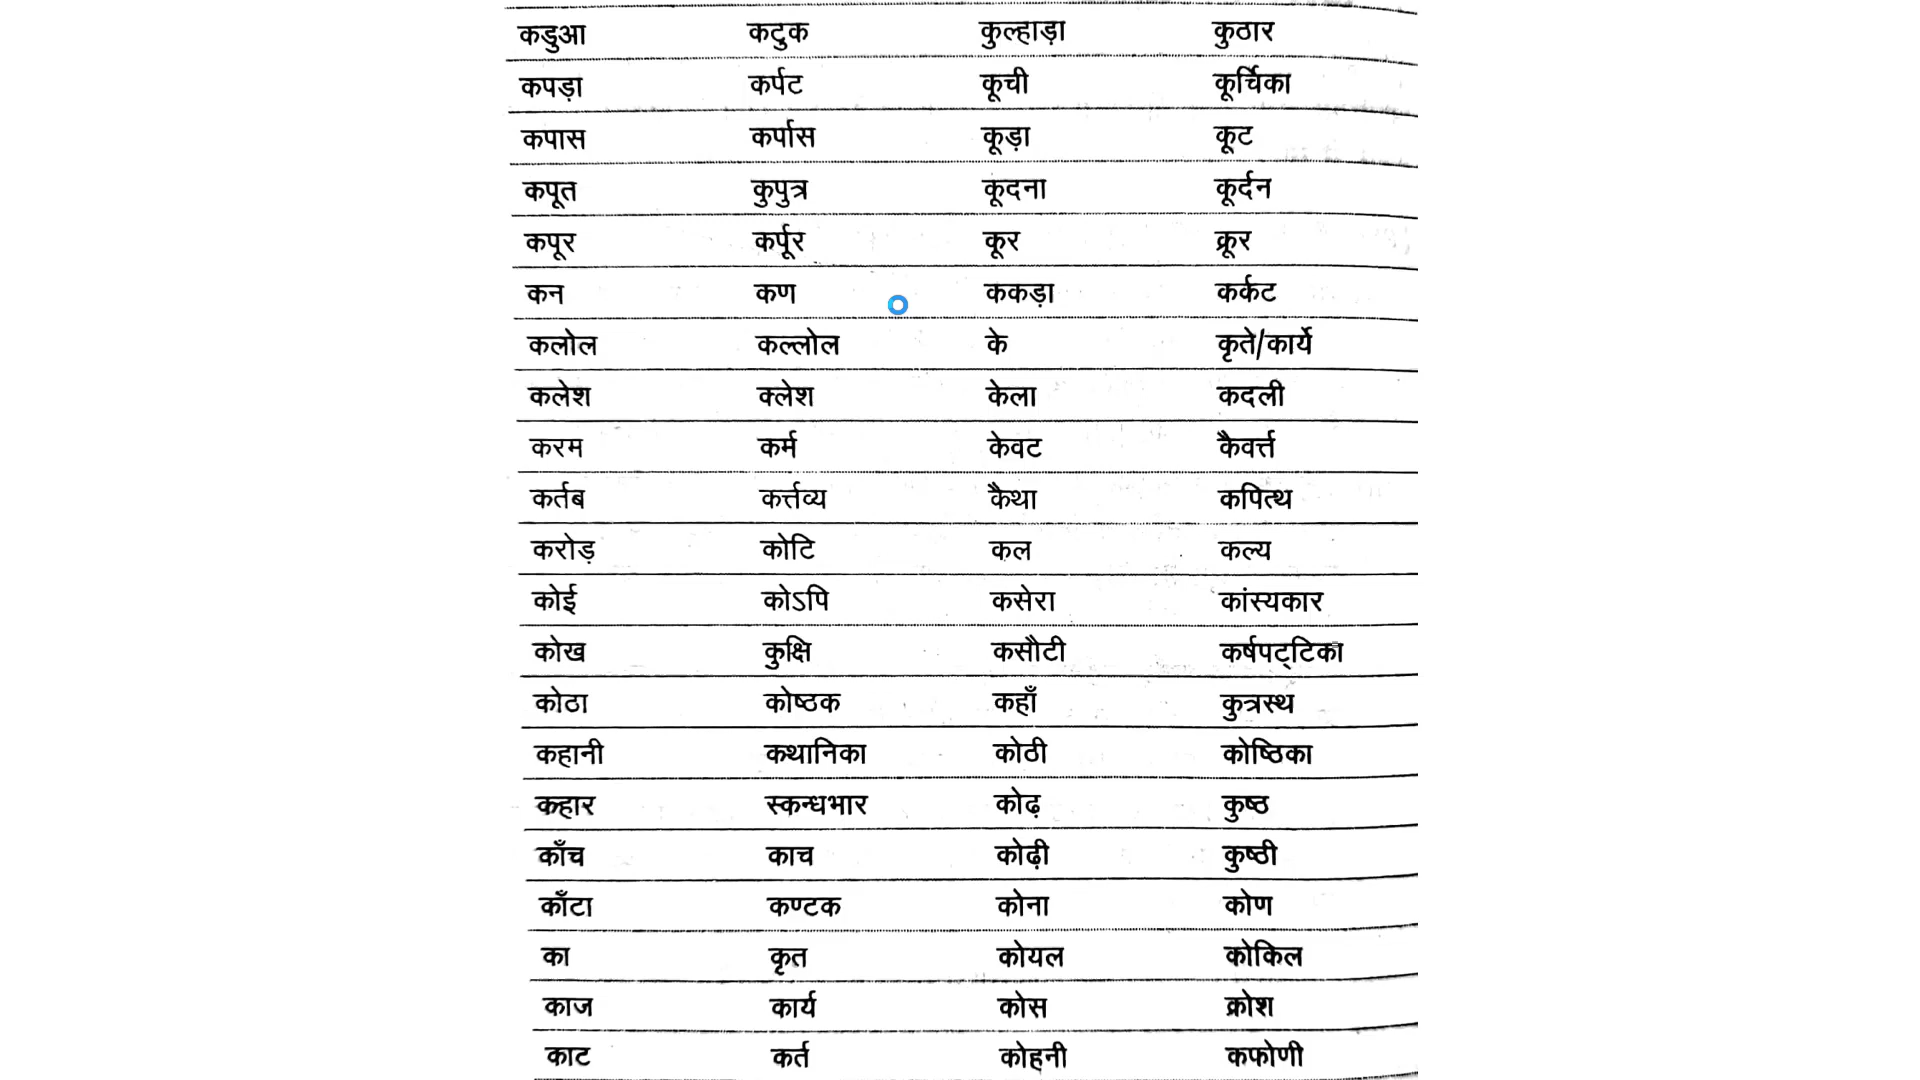 कडुआ कटुक कुल्हाड़ा कुठार
कपड़ा कर्पट कूची कूर्चिका
कपास कर्पास कूड़ा कूट
कपूत कुपुत्र कूदना कूर्दन
कपूर कर्पूर कूर क्रूर
कन कण ककड़ा कर्कट
कलोल कल्लोल के कृते/कार्ये
कलेश क्लेश केला कदली
करम कर्म केवट कैवर्त्त
कर्तब कर्त्तव्य कैथा कपित्थ
करोड़ कोटि कल कल्य
कोई कोऽपि कसेरा कांस्यकार
कोख कुक्षि कसौटी कर्षपट्टिका
कोठा कोष्ठक कहाँ कुत्रस्थ
कहानी कथानिका कोठी कोष्ठिका
कहार स्कन्धभार कोढ़ कुष्ठ
काँच काच कोढ़ी कुष्ठी
काँटा कण्टक कोना कोण
का कृत कोयल कोकिल
काज कार्य कोस क्रोश
काट कर्त कोहनी कफोणी